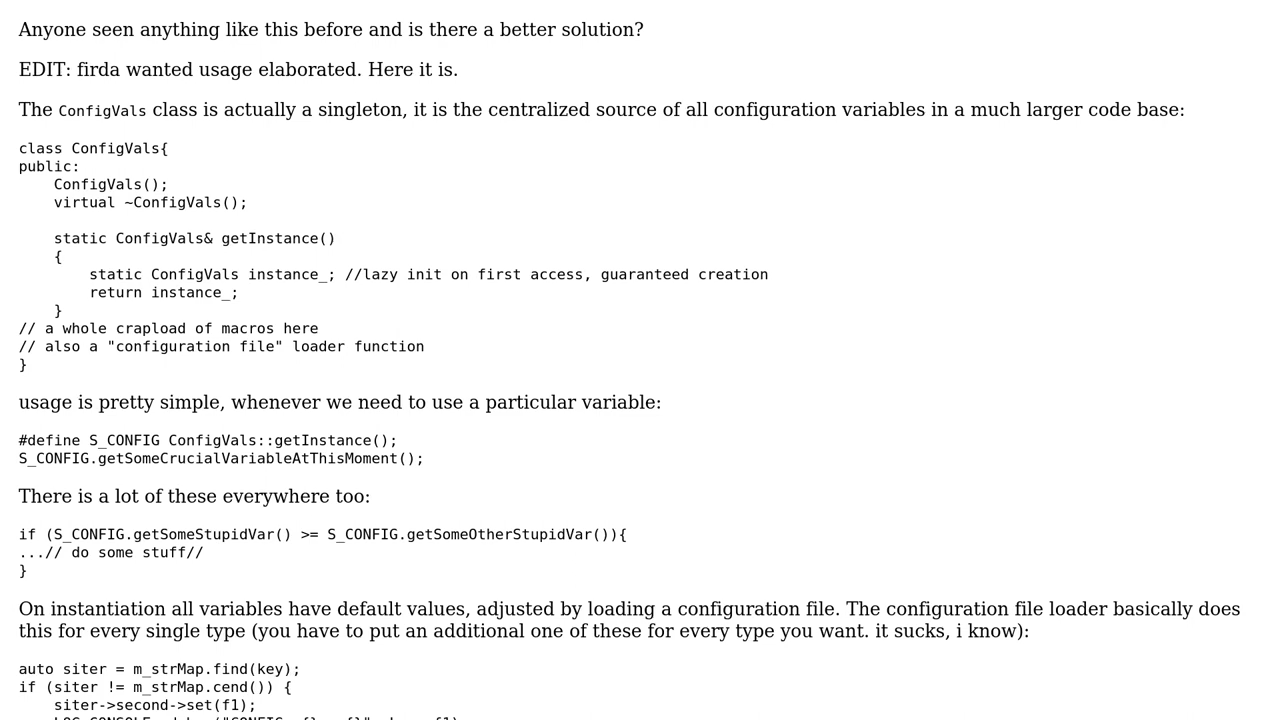 Anyone seen anything like this before and is there a better solution?
EDIT: firda wanted usage elaborated. Here it is.
The ConfigVals class is actually a singleton, it is the centralized source of all configuration variables in a much larger code base:
class ConfigVals{
public:
    ConfigVals();
    virtual ~ConfigVals();
    static ConfigVals& getInstance()
    {
        static ConfigVals instance_; //lazy init on first access, guaranteed creation
        return instance_;
    }
// a whole crapload of macros here
// also a "configuration file" loader function
}
usage is pretty simple, whenever we need to use a particular variable:
#define S_CONFIG ConfigVals::getInstance();
S_CONFIG.getSomeCrucialVariableAtThisMoment();
There is a lot of these everywhere too:
if (S_CONFIG.getSomeStupidVar() >= S_CONFIG.getSomeOtherStupidVar()){
...// do some stuff//
}
On instantiation all variables have default values, adjusted by loading a configuration file. The configuration file loader basically does
this for every single type (you have to put an additional one of these for every type you want. it sucks, i know):
auto siter = m_strMap.find(key);
if (siter != m_strMap.cend()) {
    siter->second->set(f1);